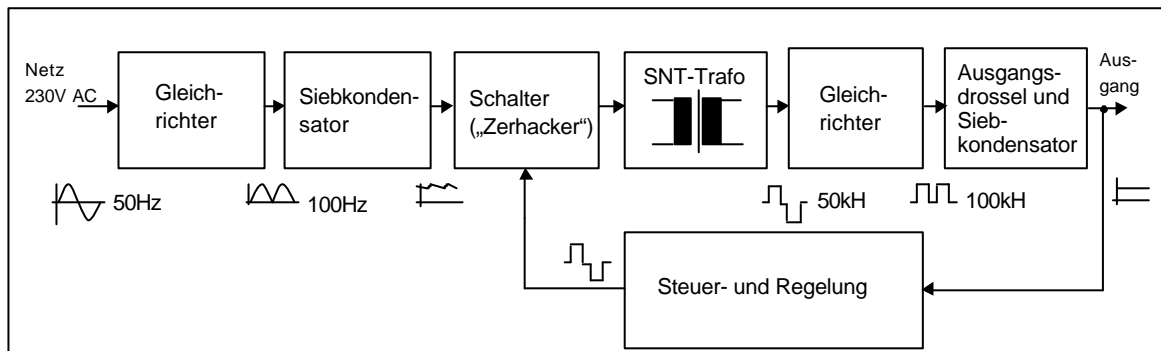 Netz
230V AC
Gleich-
richter
Siebkonden-
sator
Schalter
(„Zerhacker“)
SNT-Trafo
Gleich-
richter
Ausgangs-
drossel und
Sieb-
kondensator
Aus-
gang
50Hz
100Hz
50kH
100kH
Steuer- und Regelung